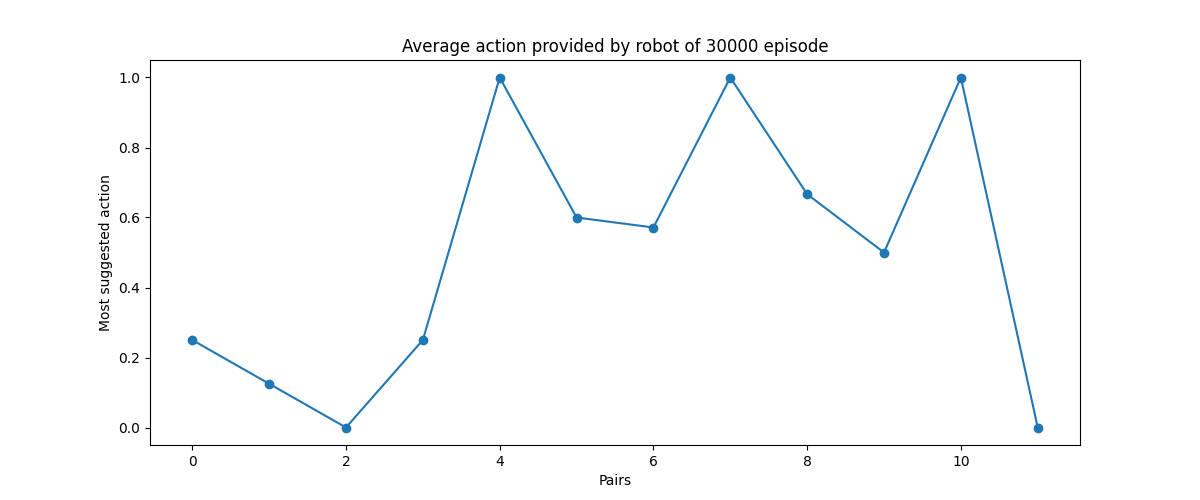 Average action provided by robot of 30000 episode
1.0
0.8
0.6
0.4
0.2
0.0
Most suggested action
0 2 4 6 8 10
Pairs